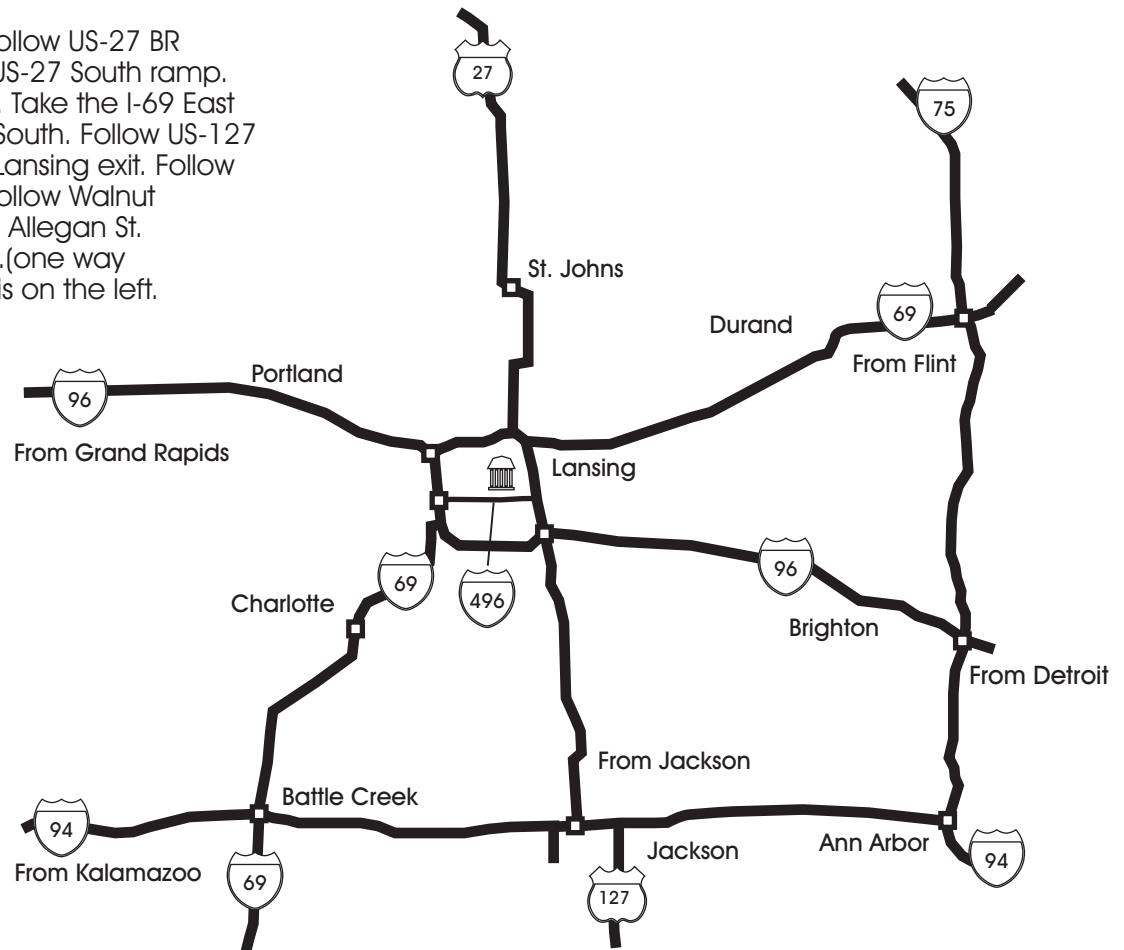 ollow US-27 BR
US-27 South ramp.
. Take the I-69 East
South. Follow US-127
Lansing exit. Follow
ollow Walnut
Allegan St.
.(one way
is on the left.
27
75
St. Johns
69
Durand
From Flint
Portland
96
From Grand Rapids
Lansing
69
496
96
Charlotte
Brighton
From Detroit
From Jackson
Battle Creek
94
From Kalamazoo
69
Jackson
127
Ann Arbor
94